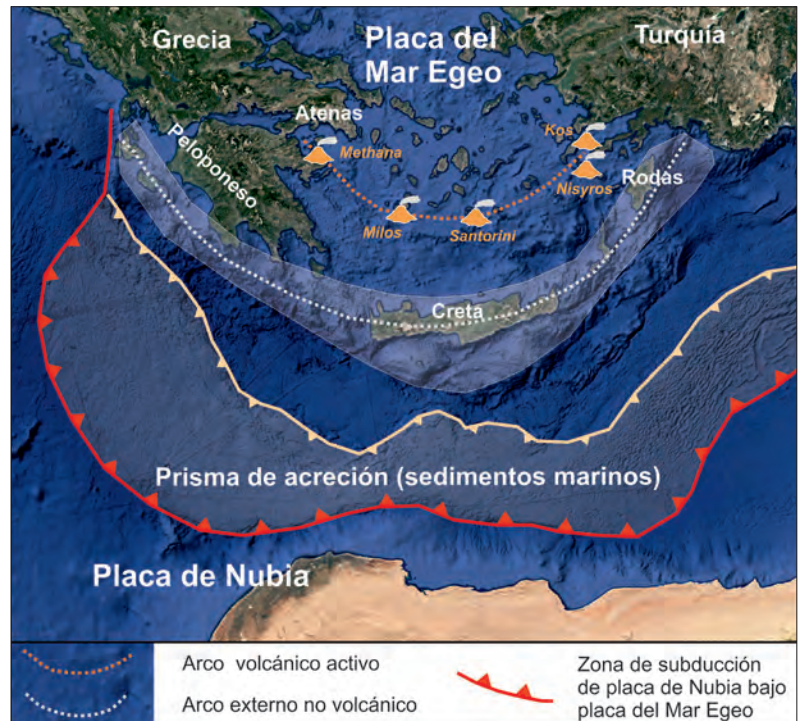 Grecia
Placa del
Mar Egeo
Turquía
Atenas
Methana
Peloponeso
Kos
Nisyros
Rodas
Milos
Santorini
Creta
Prisma de acreción (sedimentos marinos)
Placa de Nubia
Arco volcánico activo
Arco externo no volcánico
Zona de subducción
de placa de Nubia bajo
placa del Mar Egeo